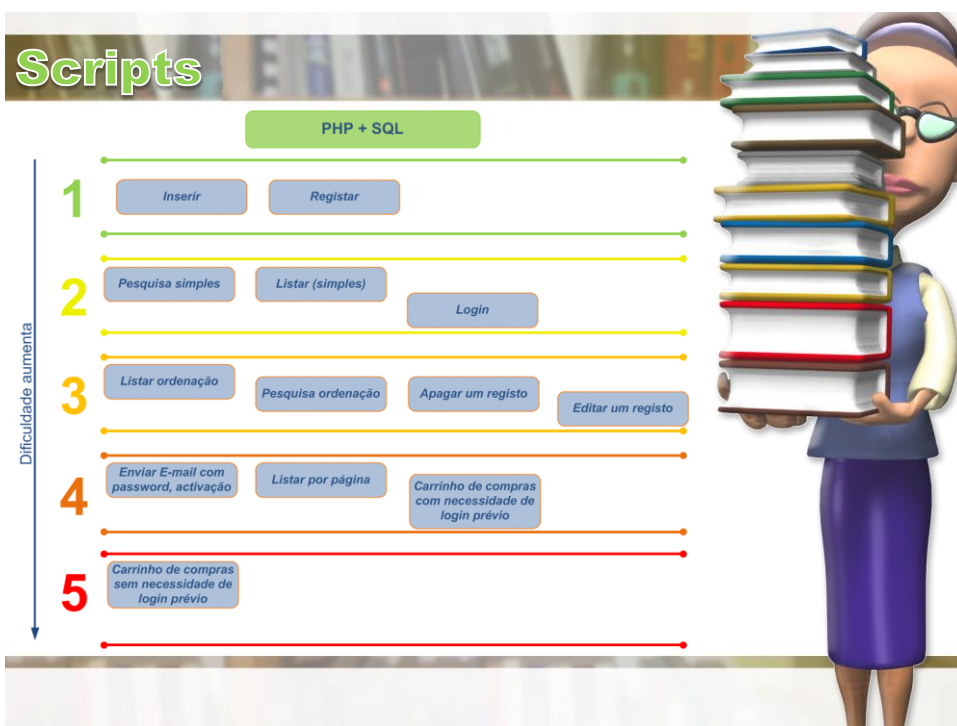 Scripts
PHP + SQL
Dificuldade aumenta
1
Inserir
Registar
2
Pesquisa simples
Listar (simples)
Login
3
Listar ordenação
Pesquisa ordenação
Apagar um registo
Editar um registo
4
Enviar E-mail com
password, activação
Listar por página
Carrinho de compras
com necessidade de
login prévio
5
Carrinho de compras
sem necessidade de
login prévio